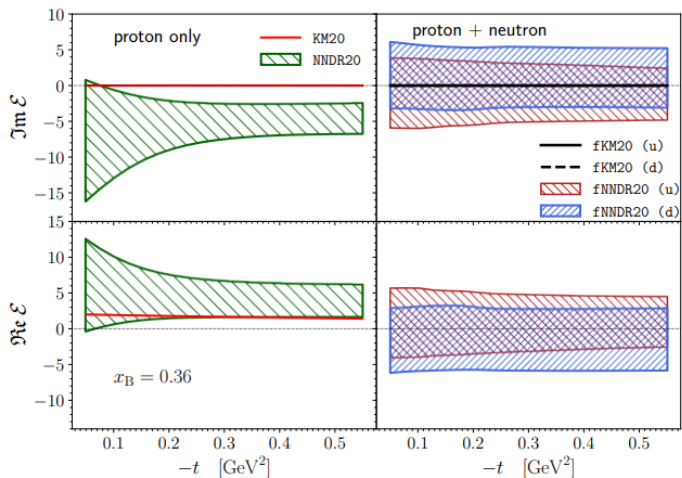 proton only
KM20
NNDR20
proton + neutron
10
5
0
−5
−10
−15
ℑm ℰ
fKM20 (u)
fKM20 (d)
fNNDR20 (u)
fNNDR20 (d)
15
10
5
0
−5
−10
ℜe ℰ
x_B = 0.36
0.1 0.2 0.3 0.4 0.5
0.1 0.2 0.3 0.4 0.5
−t [GeV²]
−t [GeV²]